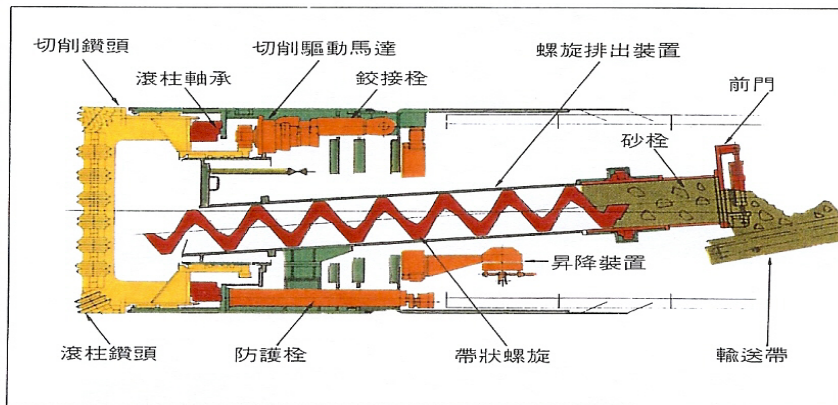 切削鑽頭
滾柱軸承
切削驅動馬達
鉸接栓
螺旋排出裝置
前門
砂栓
昇降裝置
滾柱鑽頭
防護栓
帶狀螺旋
輸送帶